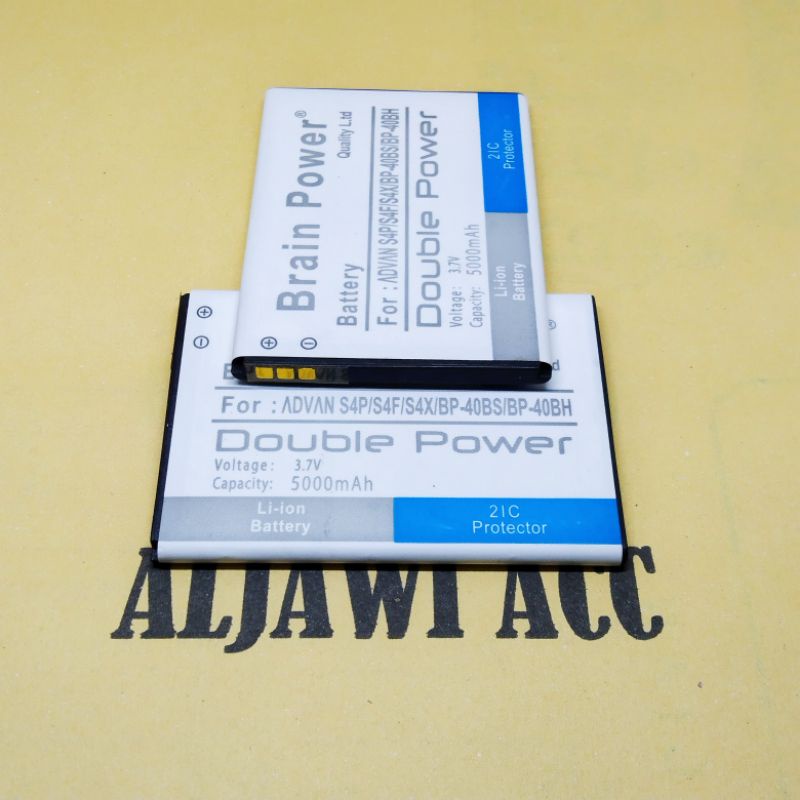 Brain Power®
Quality L.td
Battery
For : ADVAN S4P/S4F/S4X/BP-40BS/BP-40BH
Double Power
Voltage: 3.7V
Capacity: 5000mAh
Li-ion
Battery
2IC
Protector
®
For : ADVAN S4P/S4F/S4X/BP-40BS/BP-40BH
Double Power
Voltage: 3.7V
Capacity: 5000mAh
Li-ion
Battery
2IC
Protector
ALJAWI ACC